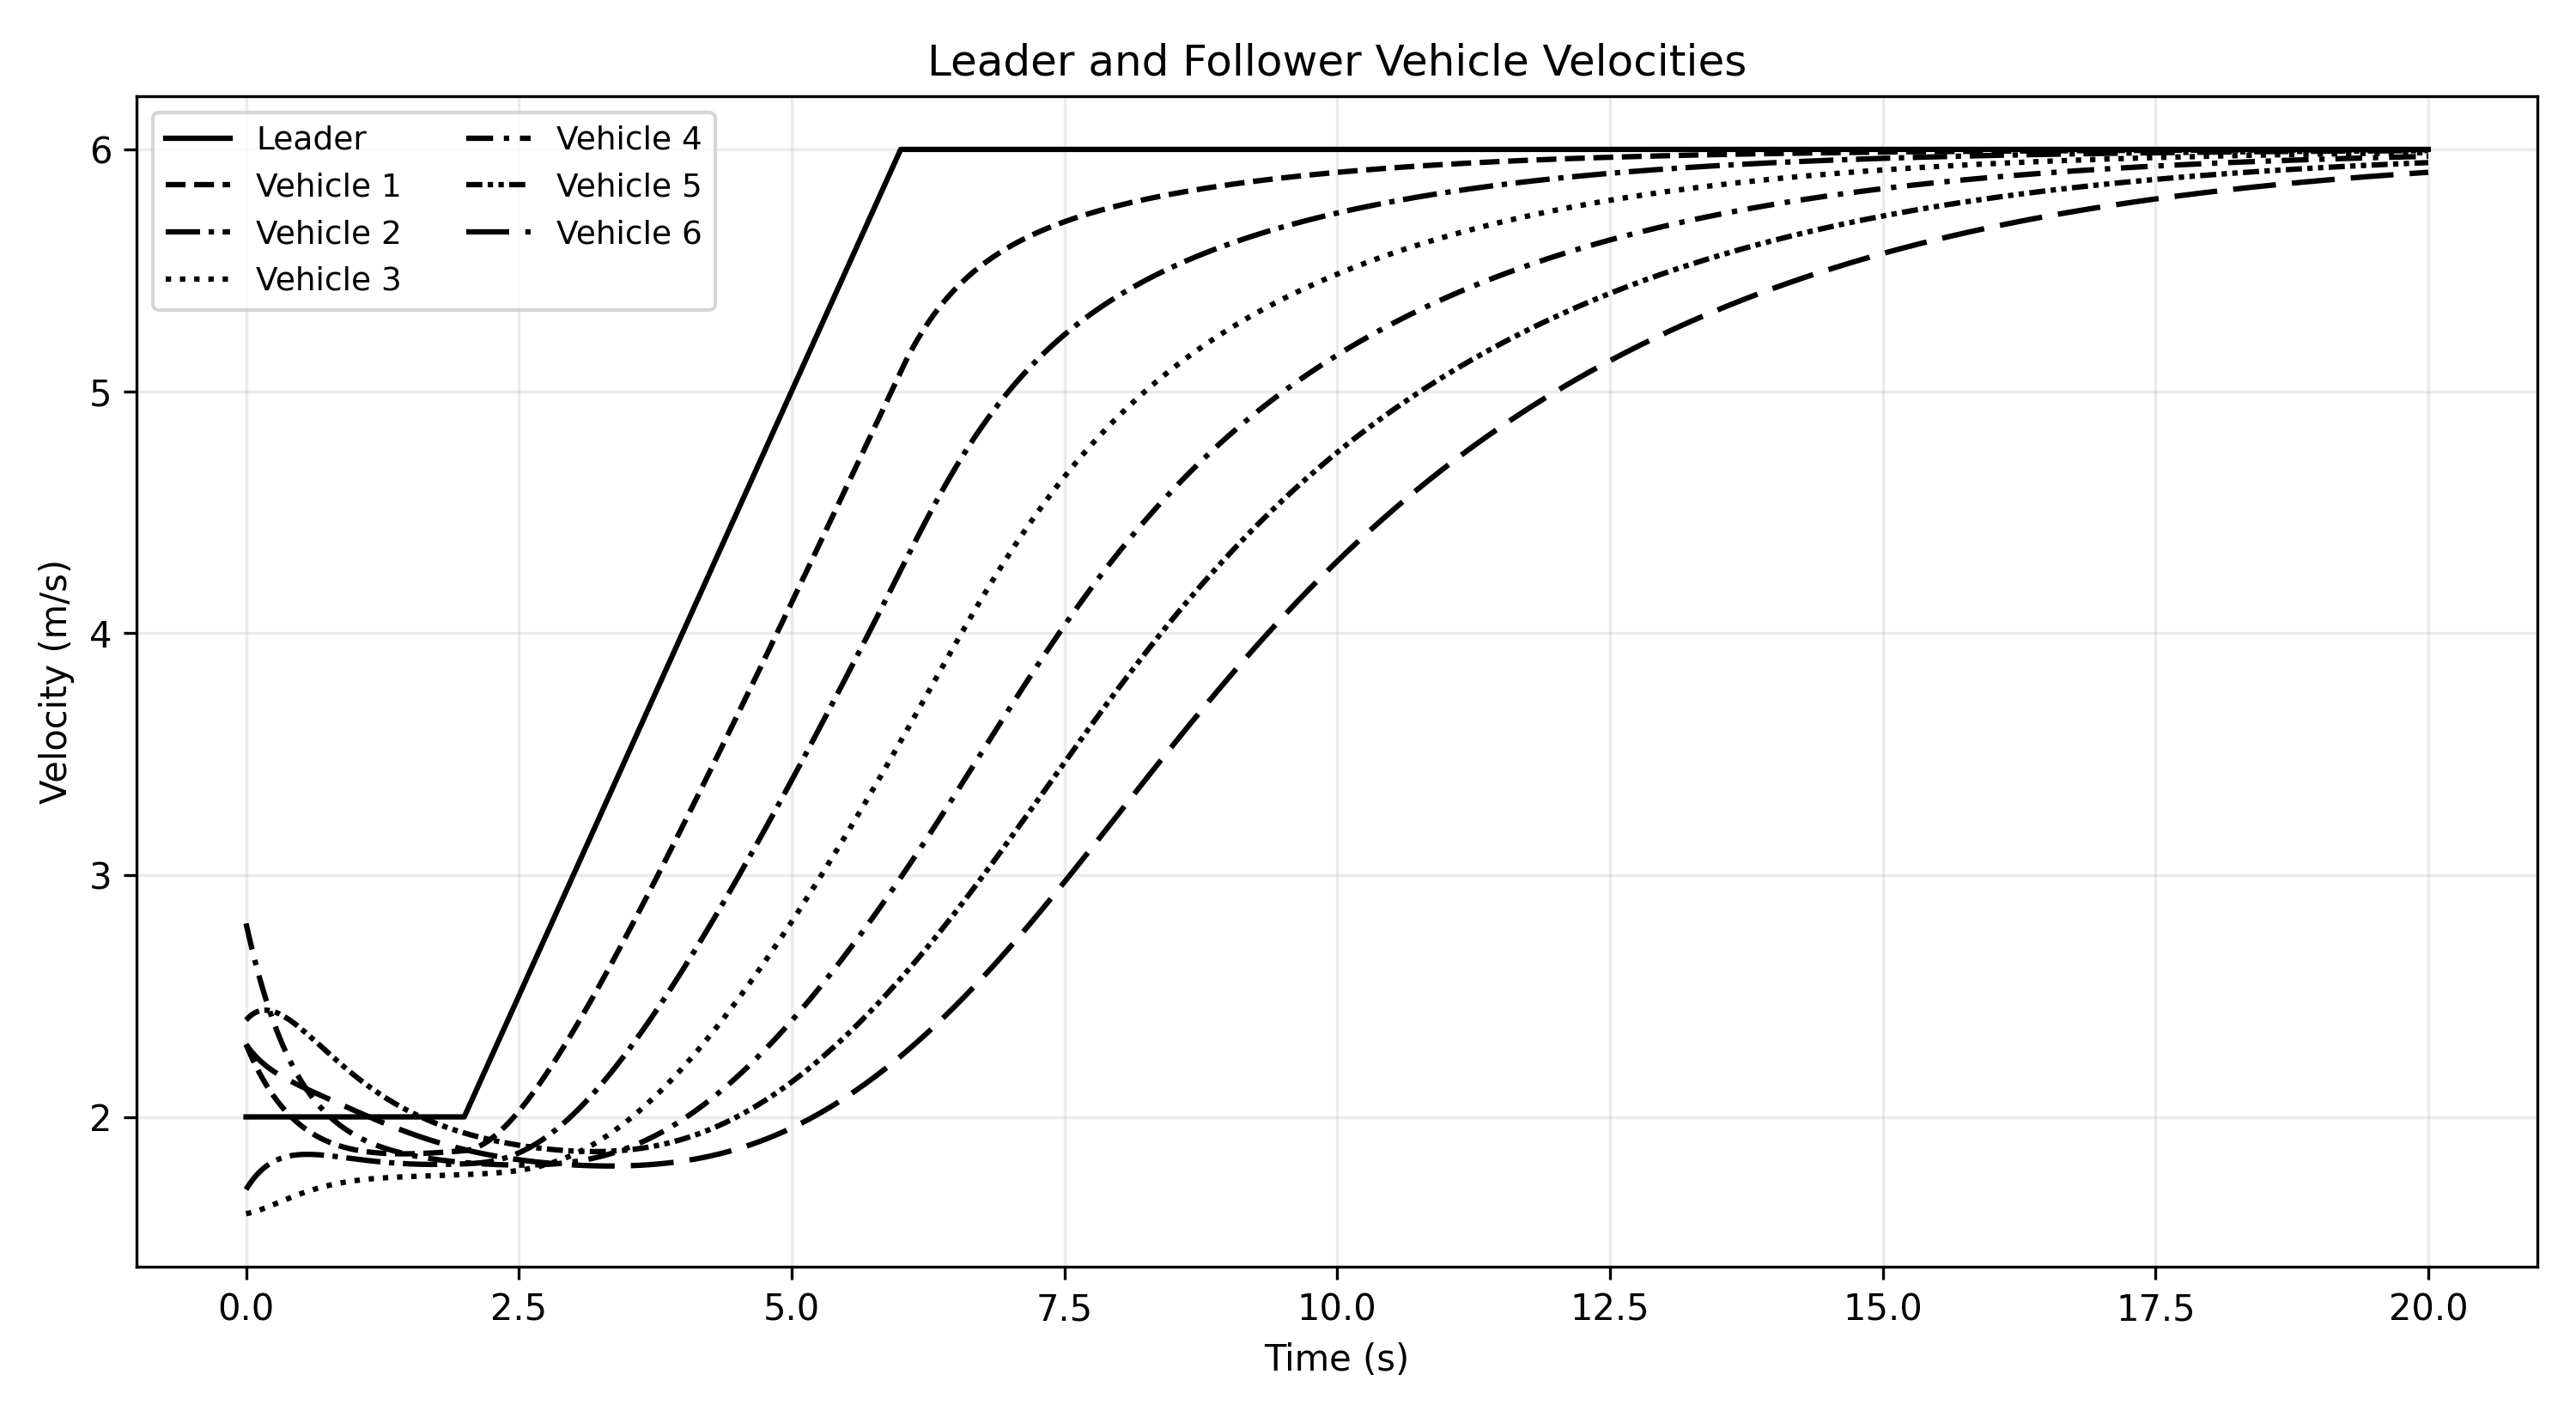 Leader and Follower Vehicle Velocities
Leader
Vehicle 1
Vehicle 2
Vehicle 3
Vehicle 4
Vehicle 5
Vehicle 6
Velocity (m/s)
6
5
4
3
2
0.0 2.5 5.0 7.5 10.0 12.5 15.0 17.5 20.0
Time (s)